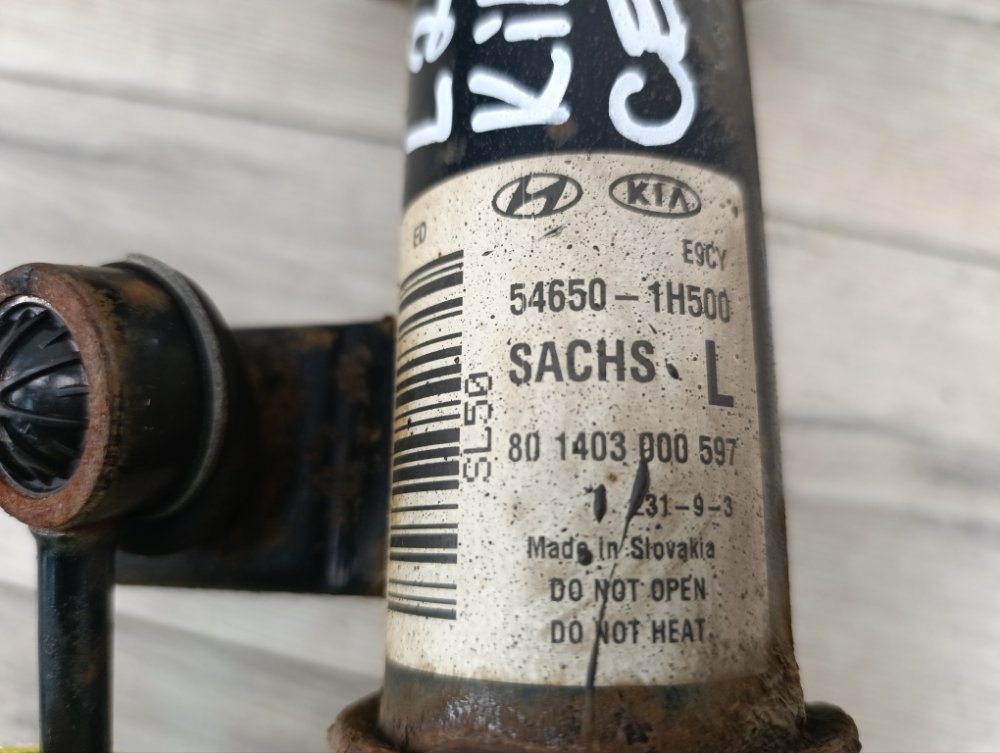 KIA
ED
E9CY
54650-1H500
SACHS L
SL50
80 1403 000 597
231-9-3
Made in Slovakia
DO NOT OPEN
DO NOT HEAT